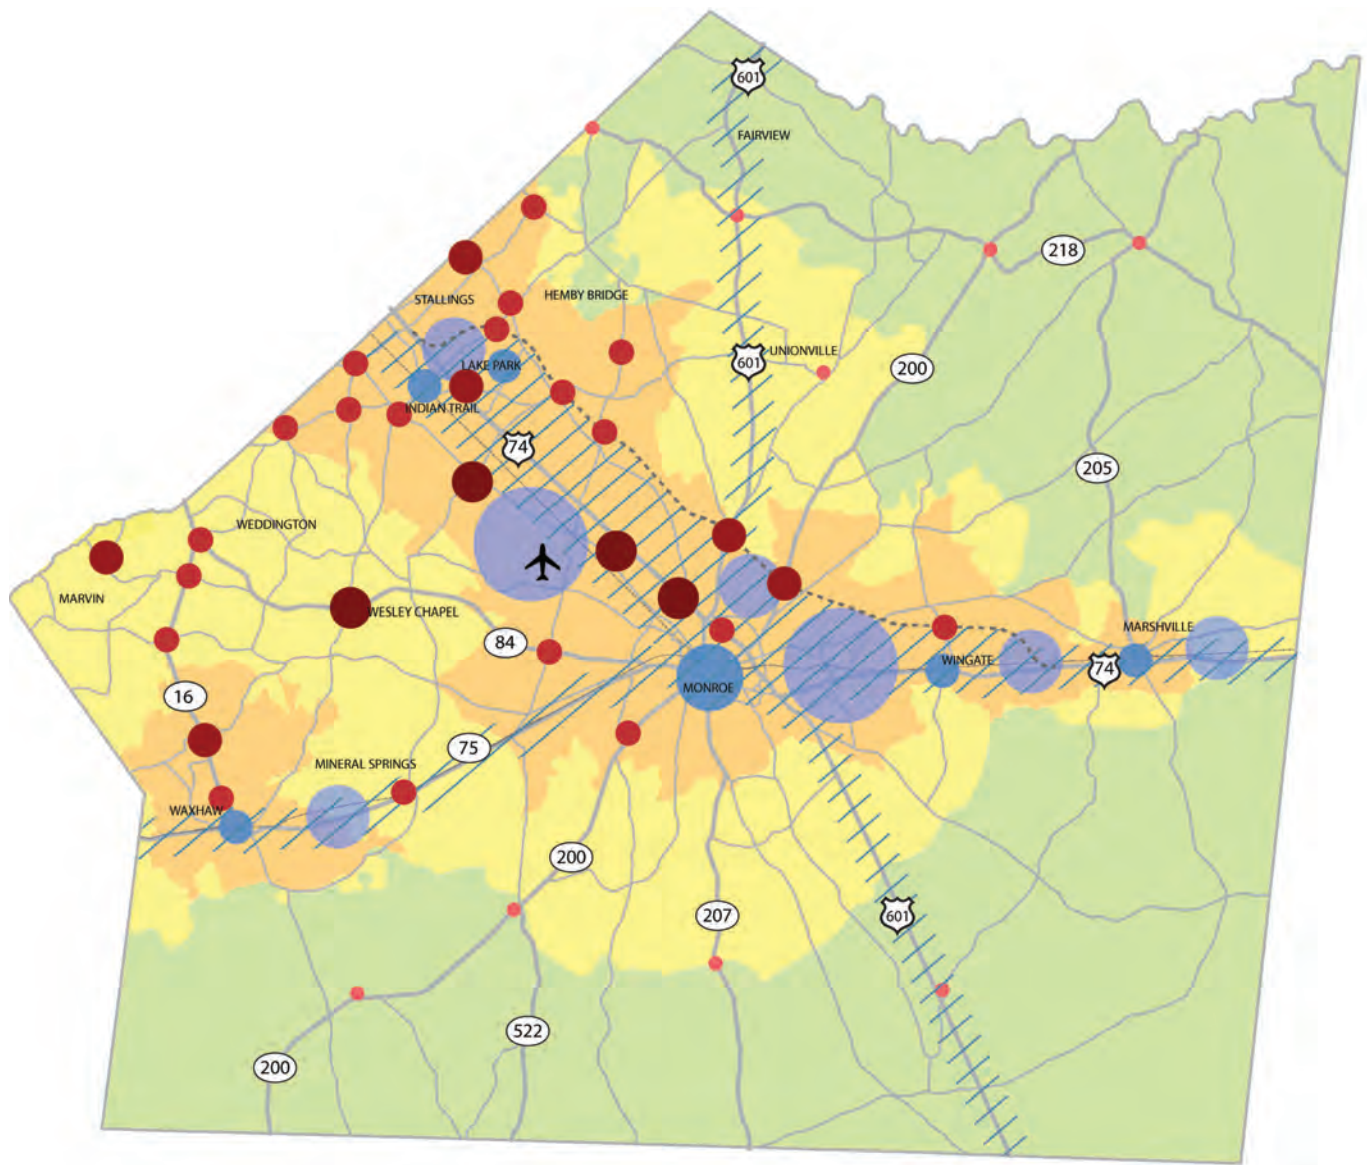 601
FAIRVIEW
218
HEMBY BRIDGE
STALLINGS
UNIONVILLE
601
LAKE PARK
200
INDIAN TRAIL
74
205
WEDDINGTON
MARVIN
WESLEY CHAPEL
MARSHVILLE
84
WINGATE
74
MONROE
16
75
MINERAL SPRINGS
WAXHAW
200
207
601
522
200